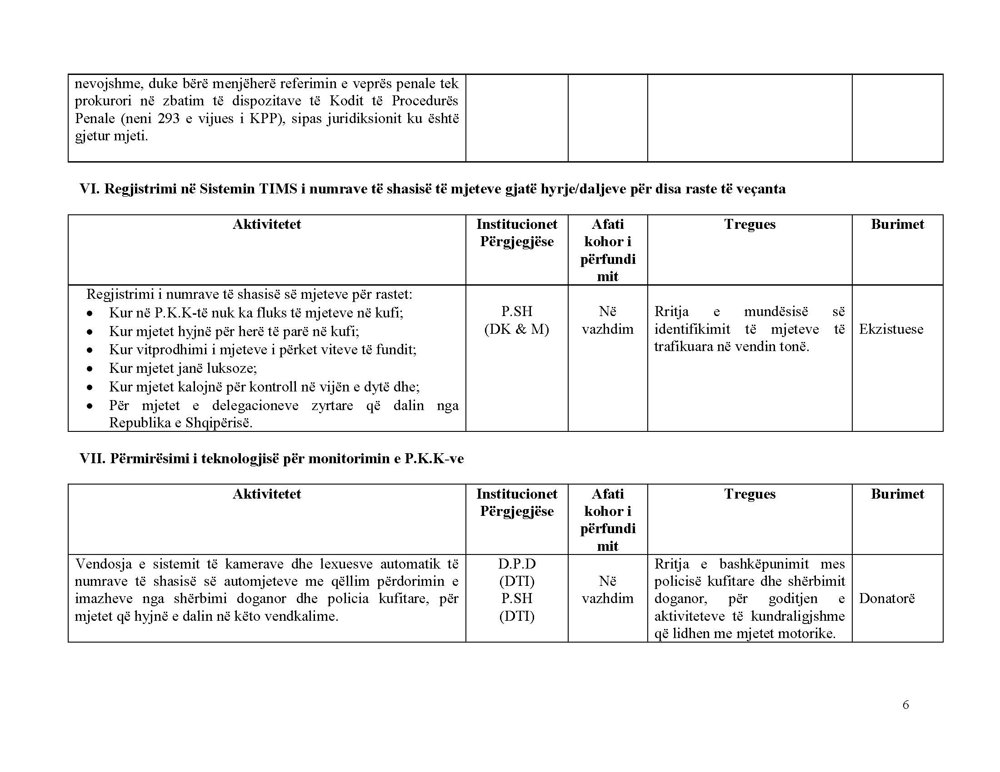 nevojshme, duke bërë menjëherë referimin e veprës penale tek
prokurori në zbatim të dispozitave të Kodit të Procedurës
Penale (neni 293 e vijues i KPP), sipas juridiksionit ku është
gjetur mjeti.
VI. Regjistrimi në Sistemin TIMS i numrave të shasisë të mjeteve gjatë hyrje/daljeve për disa raste të veçanta
Aktivitetet
Institucionet
Përgjegjëse
Afati
kohor i
përfundi
mit
Tregues
Burimet
Regjistrimi i numrave të shasisë së mjeteve për rastet:
• Kur në P.K.K-të nuk ka fluks të mjeteve në kufi;
• Kur mjetet hyjnë për herë të parë në kufi;
• Kur vitprodhimi i mjeteve i përket viteve të fundit;
• Kur mjetet janë luksoze;
• Kur mjetet kalojnë për kontroll në vijën e dytë dhe;
• Për mjetet e delegacioneve zyrtare që dalin nga
Republika e Shqipërisë.
P.SH
(DK & M)
Në
vazhdim
Rritja e mundësisë së
identifikimit të mjeteve të
trafikuara në vendin tonë.
Ekzistuese
VII. Përmirësimi i teknologjisë për monitorimin e P.K.K-ve
Aktivitetet
Institucionet
Përgjegjëse
Afati
kohor i
përfundi
mit
Tregues
Burimet
Vendosja e sistemit të kamerave dhe lexuesve automatik të
numrave të shasisë së automjeteve me qëllim përdorimin e
imazheve nga shërbimi doganor dhe policia kufitare, për
mjetet që hyjnë e dalin në këto vendkalime.
D.P.D
(DTI)
P.SH
(DTI)
Në
vazhdim
Rritja e bashkëpunimit mes
policisë kufitare dhe shërbimit
doganor, për goditjen e
aktiviteteve të kundraligjshme
që lidhen me mjetet motorike.
Donatorë
6